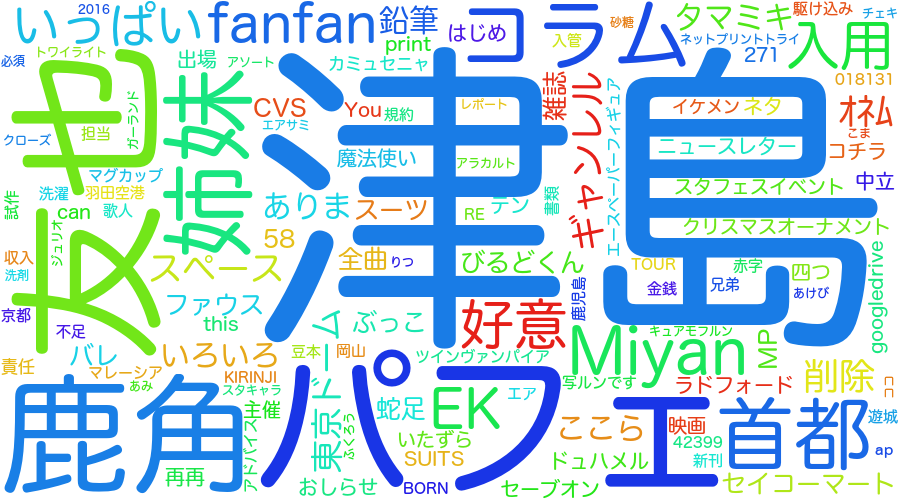 2016
チェキ
いっぱい
fanfan
鉛筆
はじめ
コラム
砂糖
タマミキ
駆け込み
入用
ネットプリントトライ
入管
271
018131
必須
トワイライト
出場
print
アソート
カミュセニャ
也
姉妹
CVS
You
規約
雑誌
レポート
イケメン
ネタ
オネム
こま
クローズ
担当
ガーランド
エアサミ
津
島
ギャンレル
エースペーパーフィギュア
ニュースレター
コチラ
魔法使い
アラカルト
マグカップ
洗濯
羽田空港
歌人
試作
can
友
ジュリオ
ありま
スーツ
RE
テン
書類
スタフェスイベント
中立
クリスマスオーナメント
58
全曲
りつ
びるどくん
収入
洗剤
スペース
TOUR
赤字
四つ
googledrive
鹿児島
金銭
兄弟
あけび
京都
不足
ファウス
this
ドーム
東京
ぶっこ
好意
Miyan
キュアモフルン
MP
責任
バレ
いろいろ
豆本
岡山
ツインヴァンパイア
マレーシア
あみ
KIRINJI
スタキャラ
エア
写ルンです
ラドフォード
削除
ココ
鹿角
主催
アドバイス
パフェ
蛇足
EK
ここら
映画
首都
遊城
ふくろう
いたずら
42399
ap
再再
SUITS
ドュハメル
新刊
おしらせ
BORN
セーブオン
セイコーマート